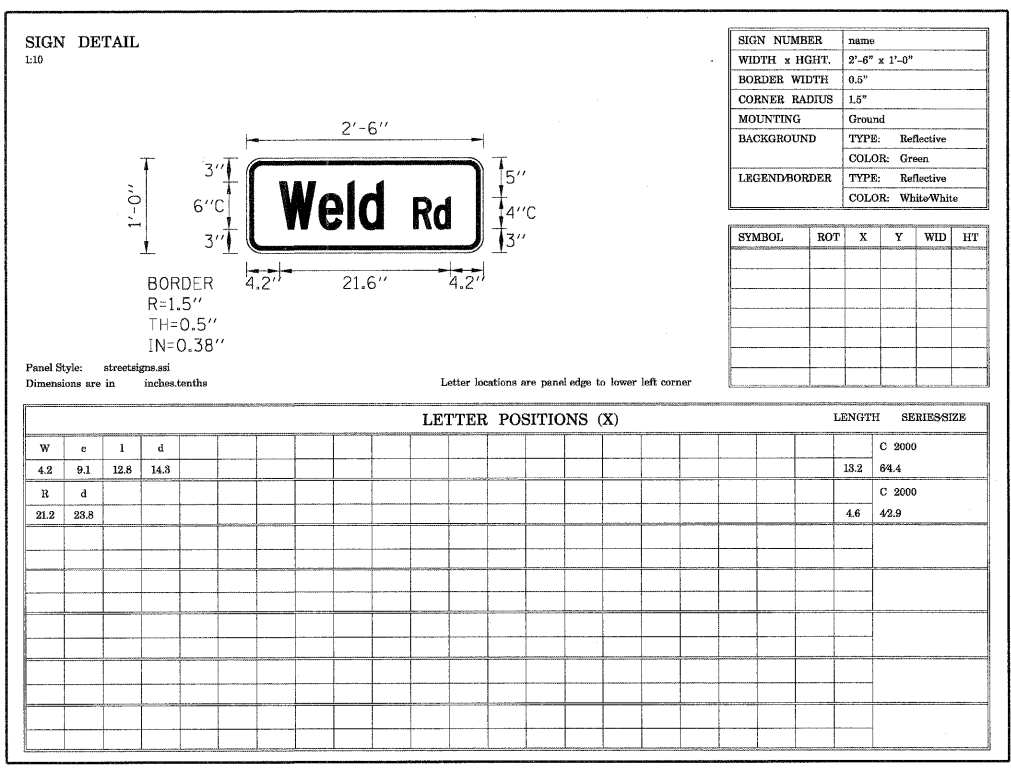 SIGN DETAIL
1:10
SIGN NUMBER name
WIDTH x HGHT. 2'-6" x 1'-0"
BORDER WIDTH 0.5"
CORNER RADIUS 1.5"
MOUNTING Ground
BACKGROUND TYPE: Reflective
COLOR: Green
LEGEND/BORDER TYPE: Reflective
COLOR: White/White
2'-6''
3'' 5''
1'-0'' 6''C Weld Rd 4''C
3'' 3''
4.2'' 21.6'' 4.2''
BORDER
R=1.5''
TH=0.5''
IN=0.38''
SYMBOL ROT X Y WID HT
Panel Style: streetsigns.ssi
Dimensions are in inches.tenths
Letter locations are panel edge to lower left corner
LETTER POSITIONS (X) LENGTH SERIES/SIZE
W e l d C 2000
4.2 9.1 12.8 14.3 13.2 6/4.4
R d C 2000
21.2 23.8 4.6 4/2.9